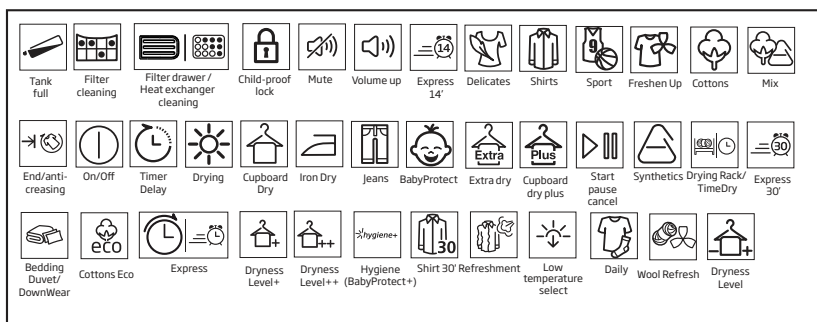 14
9
Tank full
Filter cleaning
Filter drawer / Heat exchanger cleaning
Child-proof lock
Mute
Volume up
Express 14'
Delicates
Shirts
Sport
Freshen Up
Cottons
Mix
Extra
Plus
30
End/anti-creasing
On/Off
Timer Delay
Drying
Cupboard Dry
Iron Dry
Jeans
BabyProtect
Extra dry
Cupboard dry plus
Start pause cancel
Synthetics
Drying Rack/ TimeDry
Express 30'
eco
+
++
hygiene+
30
- +
Bedding Duvet/ DownWear
Cottons Eco
Express
Dryness Level+
Dryness Level++
Hygiene (BabyProtect+)
Shirt 30'
Refreshment
Low temperature select
Daily
Wool Refresh
Dryness Level